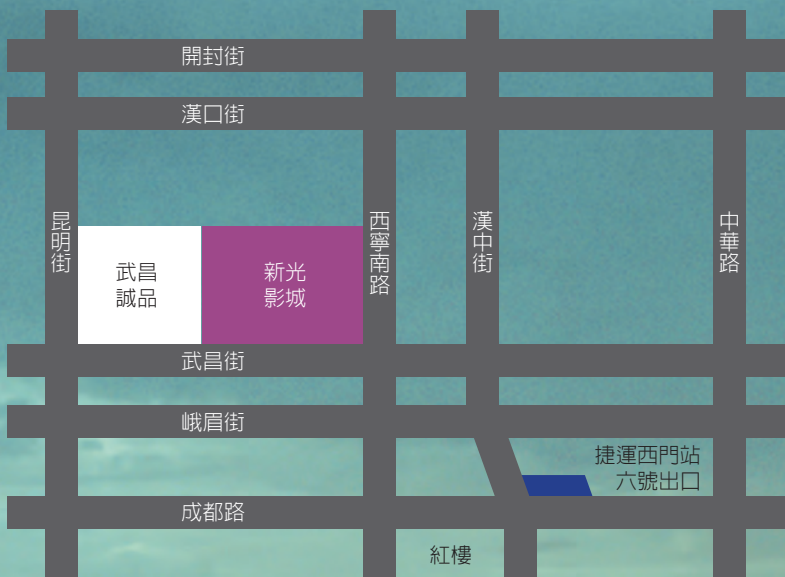 開封街
漢口街
昆明街
西寧南路
漢中街
中華路
武昌
誠品
新光
影城
武昌街
峨眉街
捷運西門站
六號出口
成都路
紅樓